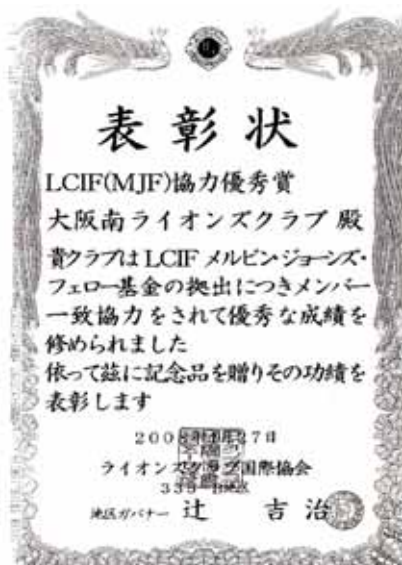 表彰状
LCIF(MJF)協力優秀賞
大阪南ライオンズクラブ 殿
貴クラブは LCIF メルビンジョーンズ・
フェロー基金の拠出につきメンバー
一致協力をされて優秀な成績を
修められました
依って茲に記念品を贈りその功績を
表彰します
27日
ライオンズクラブ国際協会
地区ガバナー 辻 吉治